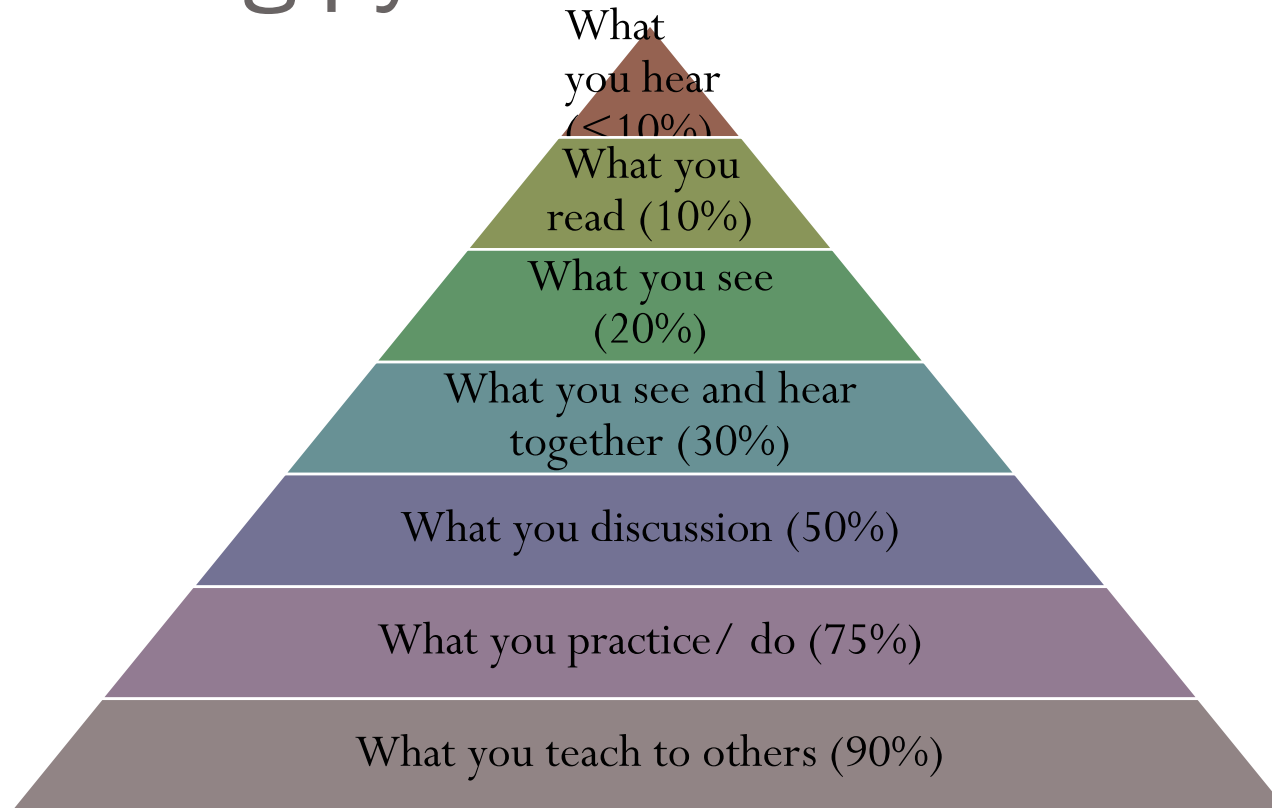 What
you hear
(<10%)
What you
read (10%)
What you see
(20%)
What you see and hear
together (30%)
What you discussion (50%)
What you practice/ do (75%)
What you teach to others (90%)